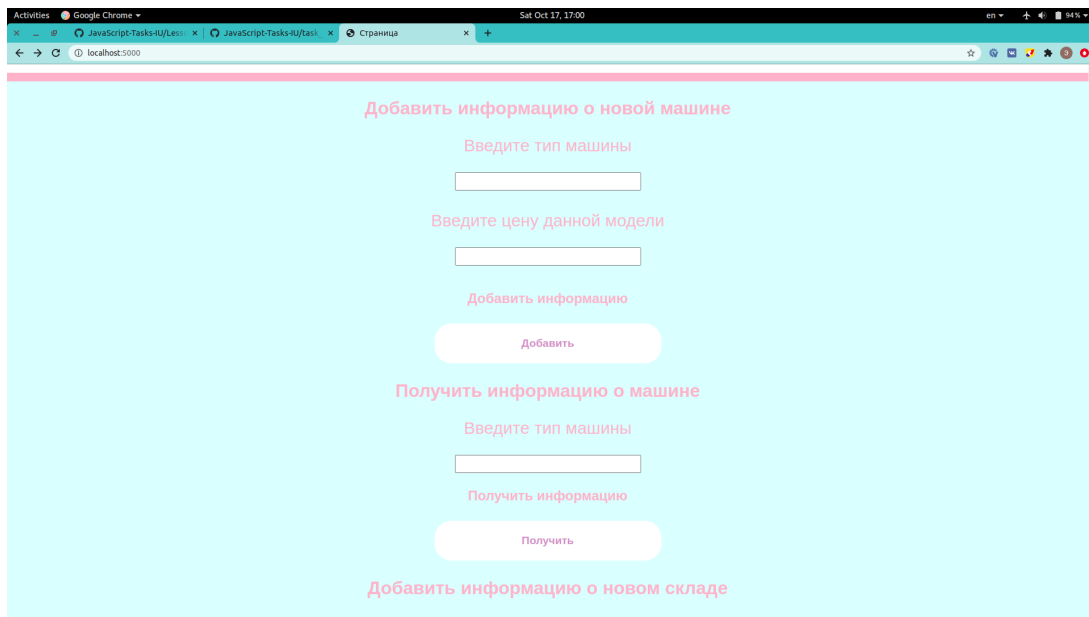 Activities Google Chrome Sat Oct 17, 17:00 en 94%
JavaScript-Tasks-IU/Less JavaScript-Tasks-IU/task_ Страница
localhost:5000
Добавить информацию о новой машине
Введите тип машины
Введите цену данной модели
Добавить информацию
Добавить
Получить информацию о машине
Введите тип машины
Получить информацию
Получить
Добавить информацию о новом складе